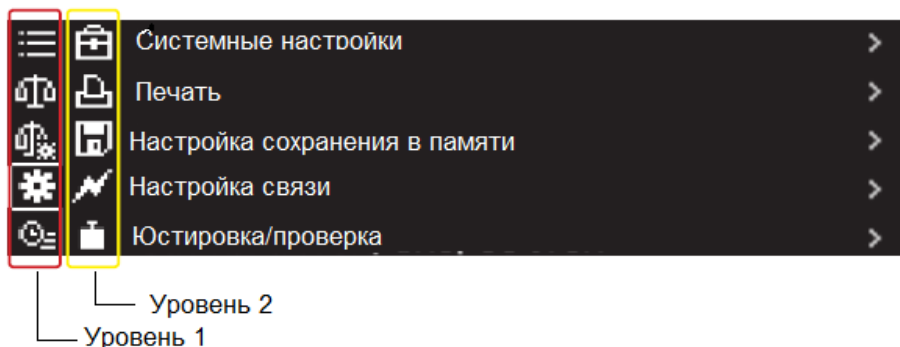 Системные настройки
Печать
Настройка сохранения в памяти
Настройка связи
Юстировка/проверка
Уровень 2
Уровень 1